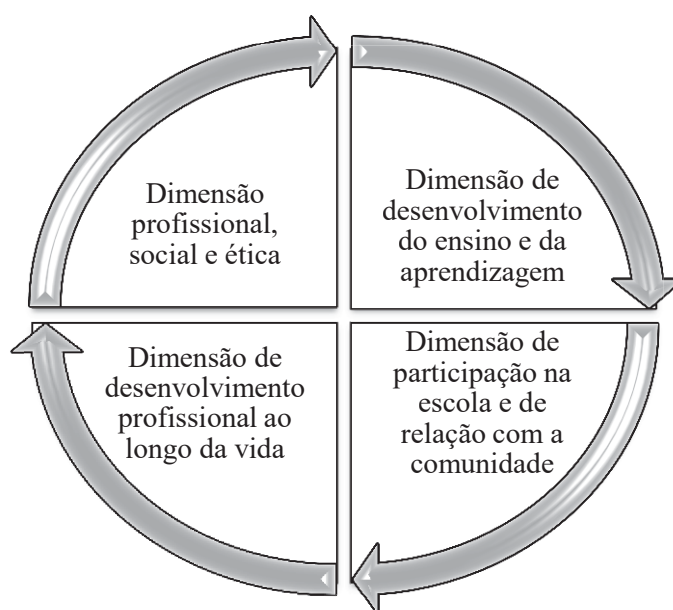 Dimensão
profissional,
social e ética
Dimensão de
desenvolvimento
do ensino e da
aprendizagem
Dimensão de
participação na
escola e de
relação com a
comunidade
Dimensão de
desenvolvimento
profissional ao
longo da vida